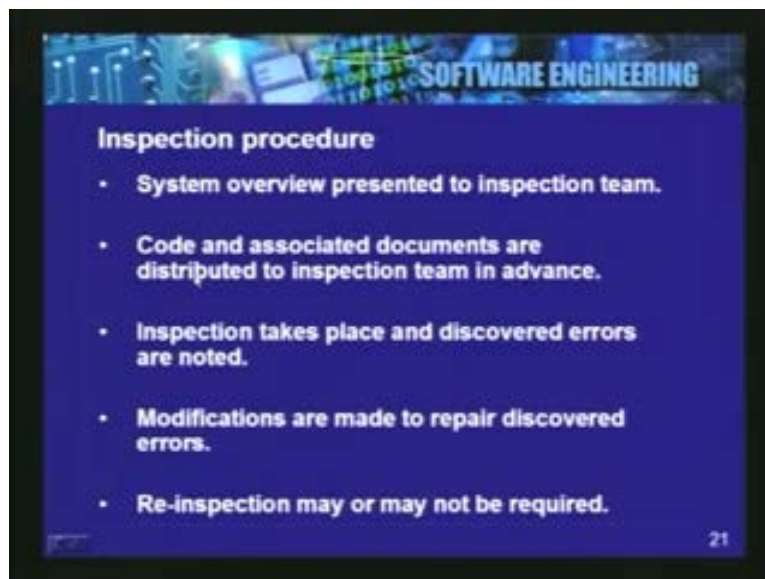 SOFTWARE ENGINEERING
Inspection procedure
• System overview presented to inspection team.
• Code and associated documents are
distributed to inspection team in advance.
• Inspection takes place and discovered errors
are noted.
• Modifications are made to repair discovered
errors.
• Re-inspection may or may not be required.
21